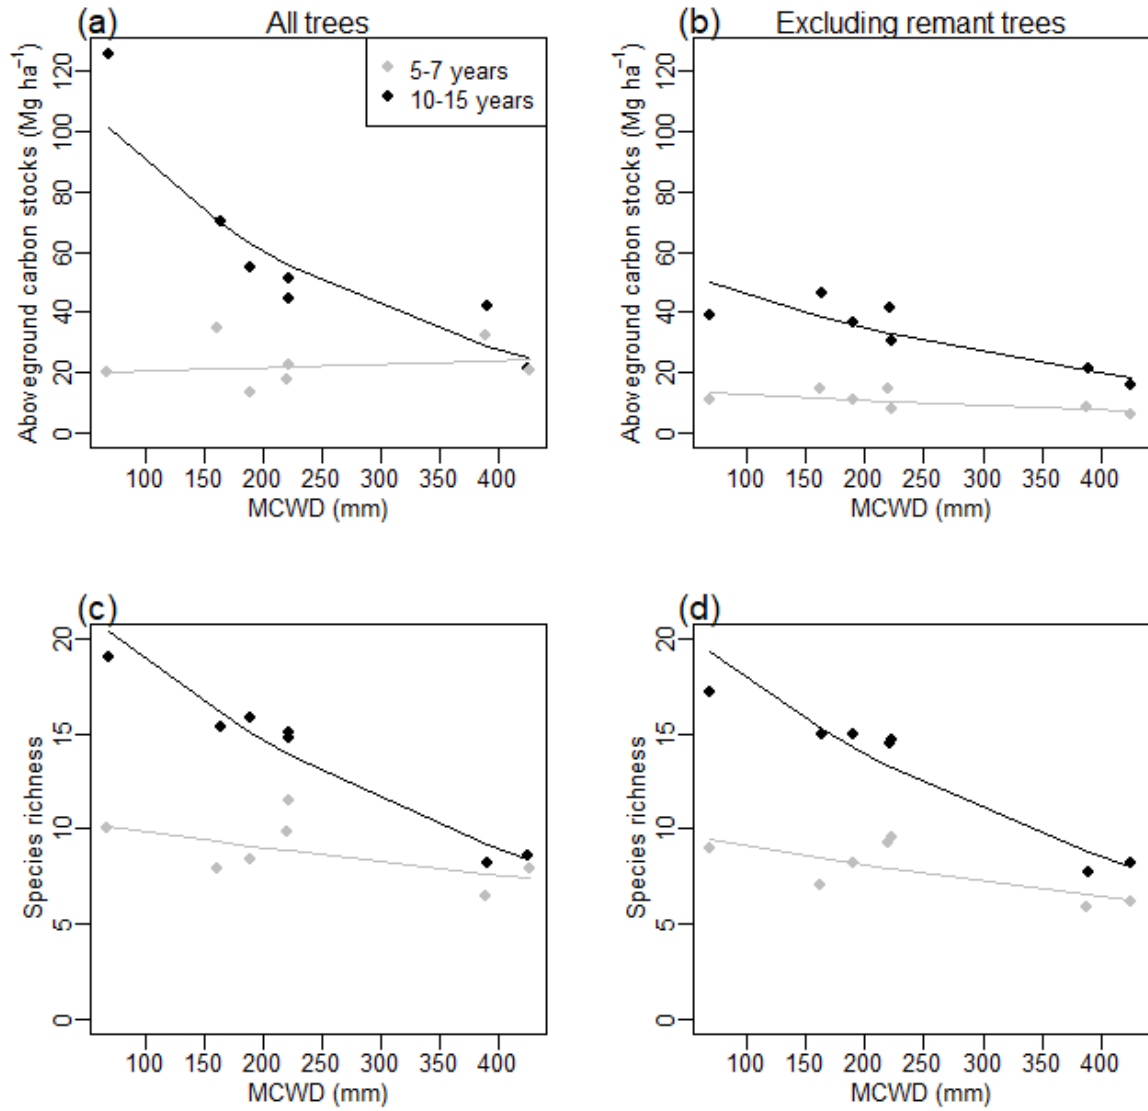 (a) All trees
Aboveground carbon stocks (Mg ha⁻¹)
120
100
80
60
40
20
0
5-7 years
10-15 years
100 150 200 250 300 350 400
MCWD (mm)
(b) Excluding remant trees
Aboveground carbon stocks (Mg ha⁻¹)
120
100
80
60
40
20
0
100 150 200 250 300 350 400
MCWD (mm)
(c)
Species richness
20
15
10
5
0
100 150 200 250 300 350 400
MCWD (mm)
(d)
Species richness
20
15
10
5
0
100 150 200 250 300 350 400
MCWD (mm)